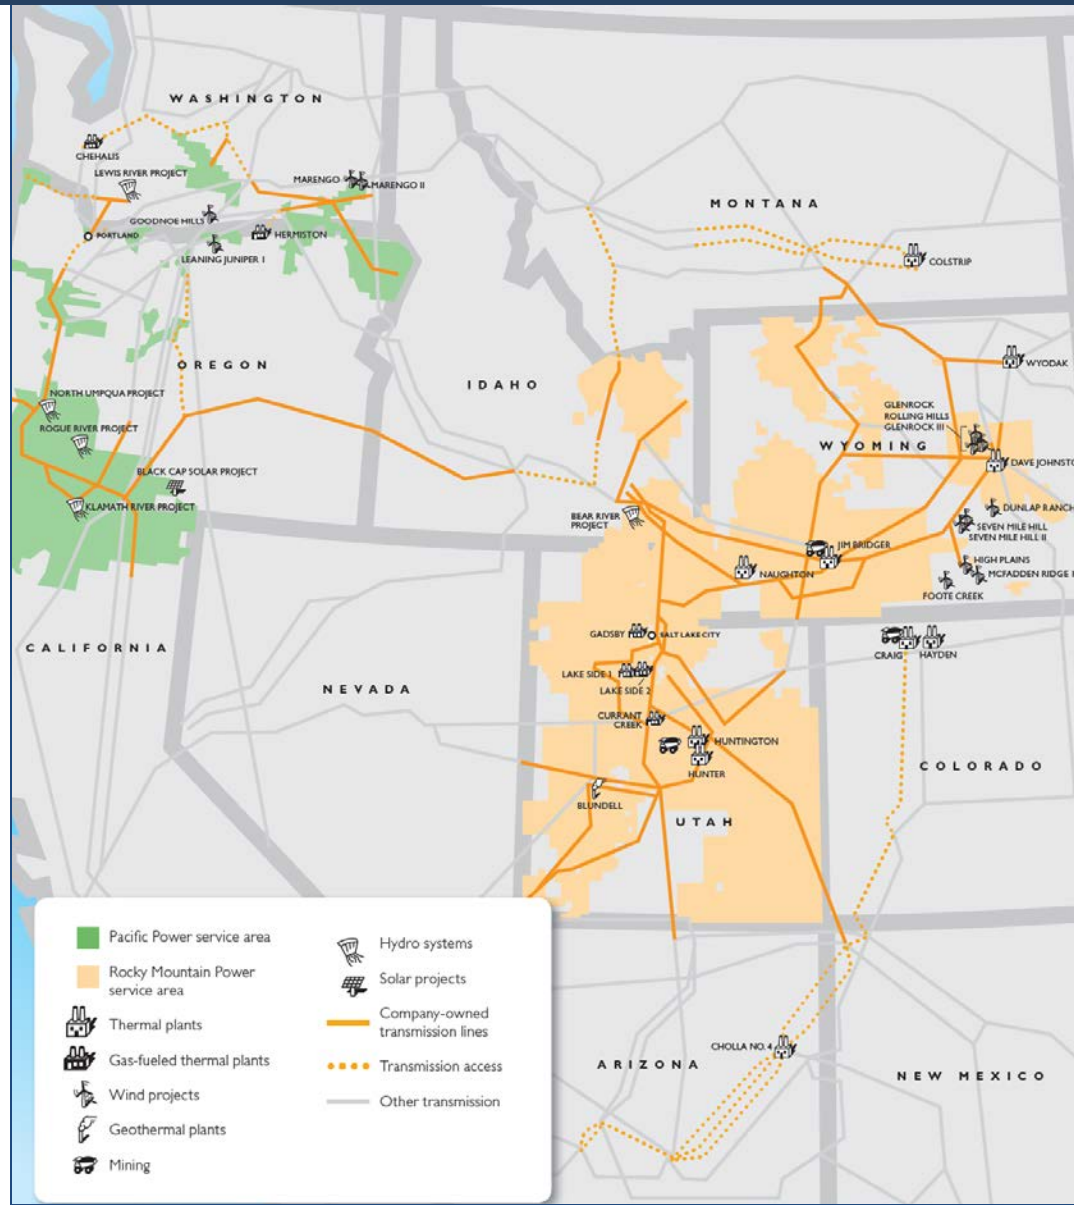 WASHINGTON
CHEHALIS
LEWIS RIVER PROJECT
MARENGO
MARENGO II
GOODNOE HILLS
PORTLAND
HERMISTON
LEANING JUNIPER 1
MONTANA
COLSTRIP
OREGON
IDAHO
WYODAK
NORTH UMPQUA PROJECT
ROGUE RIVER PROJECT
GLENROCK
ROLLING HILLS
GLENROCK III
WYOMING
DAVE JOHNSTO
BLACK CAP SOLAR PROJECT
KLAMATH RIVER PROJECT
BEAR RIVER
PROJECT
DUNLAP RANCH
SEVEN MILE HILL
SEVEN MILE HILL II
JIM BRIDGER
NAUGHTON
HIGH PLAINS
MCFADDEN RIDGE
FOOTE CREEK
GADSBY
SALT LAKE CITY
CALIFORNIA
CRAIG
HAYDEN
LAKE SIDE 1
LAKE SIDE 2
NEVADA
CURRANT
CREEK
HUNTINGTON
HUNTER
COLORADO
BLUNDELL
UTAH
Pacific Power service area
Rocky Mountain Power
service area
Thermal plants
Gas-fueled thermal plants
Wind projects
Geothermal plants
Mining
Hydro systems
Solar projects
Company-owned
transmission lines
Transmission access
Other transmission
CHOLLA NO. 4
ARIZONA
NEW MEXICO